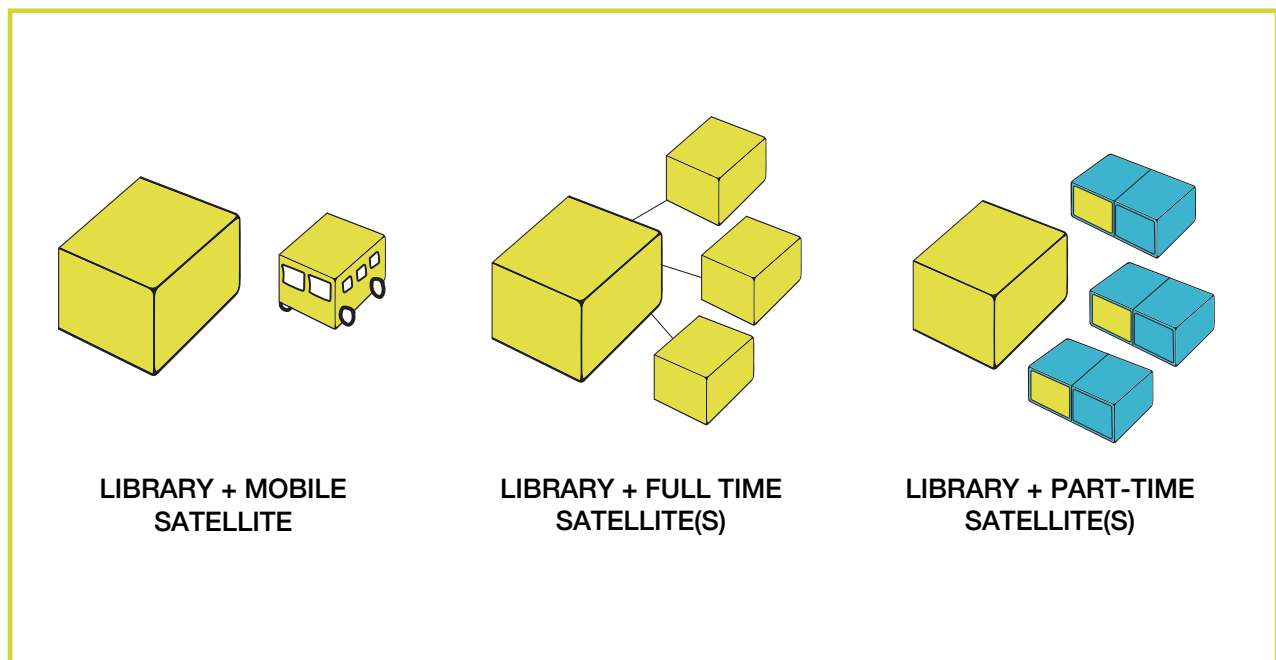 LIBRARY + MOBILE
SATELLITE
LIBRARY + FULL TIME
SATELLITE(S)
LIBRARY + PART-TIME
SATELLITE(S)